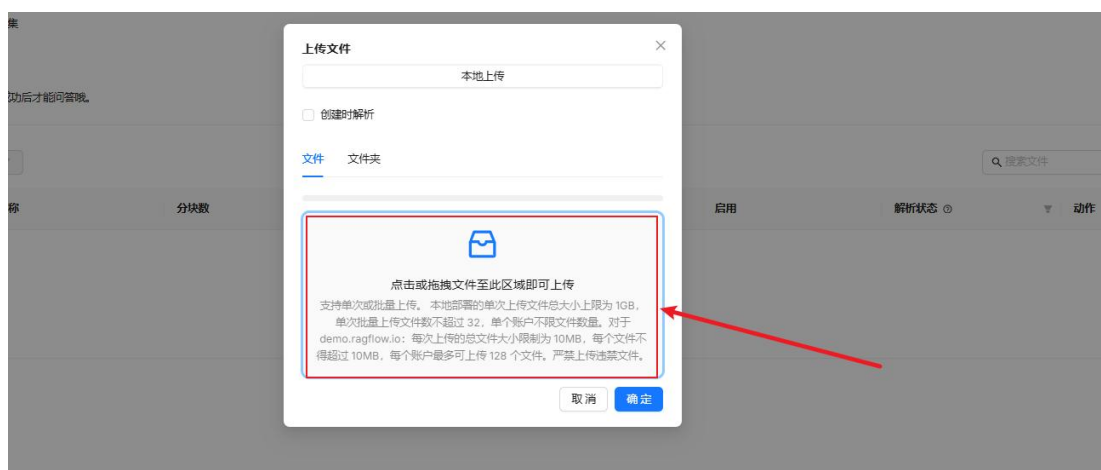 集
上传文件
本地上传
功后才能问答哦。
创建时解析
文件 文件夹
搜索文件
称 分块数 启用 解析状态 动作
点击或拖拽文件至此区域即可上传
支持单次或批量上传。 本地部署的单次上传文件总大小上限为 1GB,
单次批量上传文件数不超过 32, 单个账户不限文件数量。对于
demo.ragflow.io: 每次上传的总文件大小限制为 10MB, 每个文件不
得超过 10MB, 每个账户最多可上传 128 个文件。严禁上传违禁文件。
取消 确定